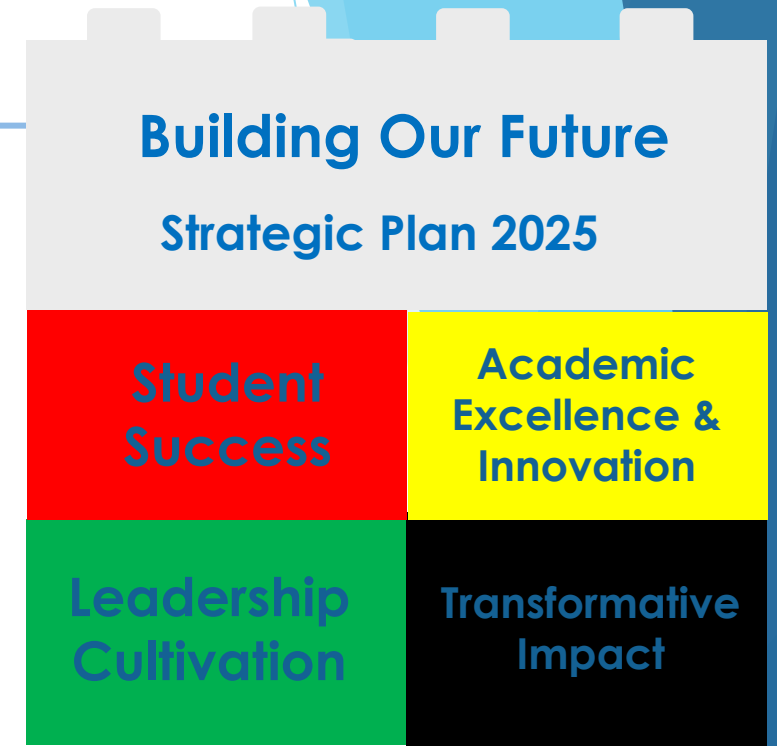 Building Our Future
Strategic Plan 2025
Student
Success
Academic
Excellence &
Innovation
Leadership
Cultivation
Transformative
Impact